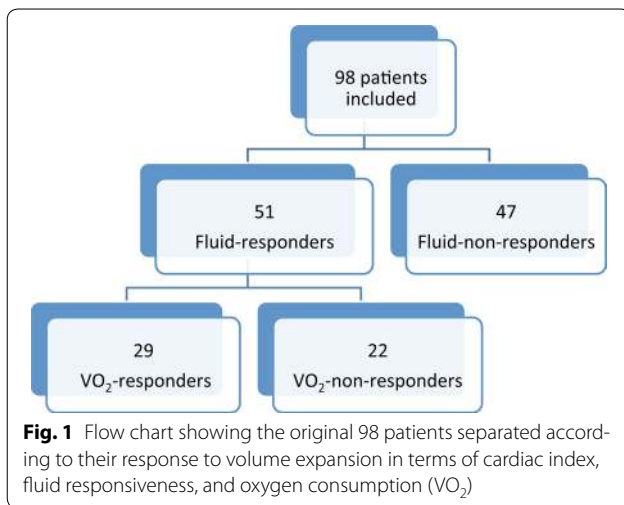 98 patients
included
51
Fluid-responders
47
Fluid-non-responders
29
VO₂-responders
22
VO₂-non-responders
Fig. 1 Flow chart showing the original 98 patients separated accord-
ing to their response to volume expansion in terms of cardiac index,
fluid responsiveness, and oxygen consumption (VO₂)